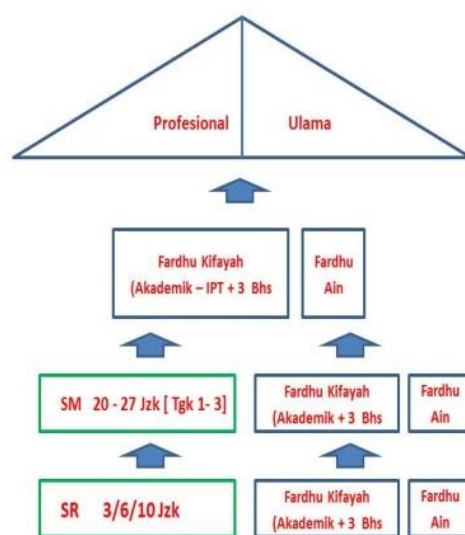 Profesional
Ulama
Fardhu Kifayah
(Akademik – IPT + 3 Bhs
Fardhu
Ain
SM 20 - 27 Jzk [ Tgk 1- 3]
Fardhu Kifayah
(Akademik + 3 Bhs
Fardhu
Ain
SR 3/6/10 Jzk
Fardhu Kifayah
(Akademik + 3 Bhs
Fardhu
Ain